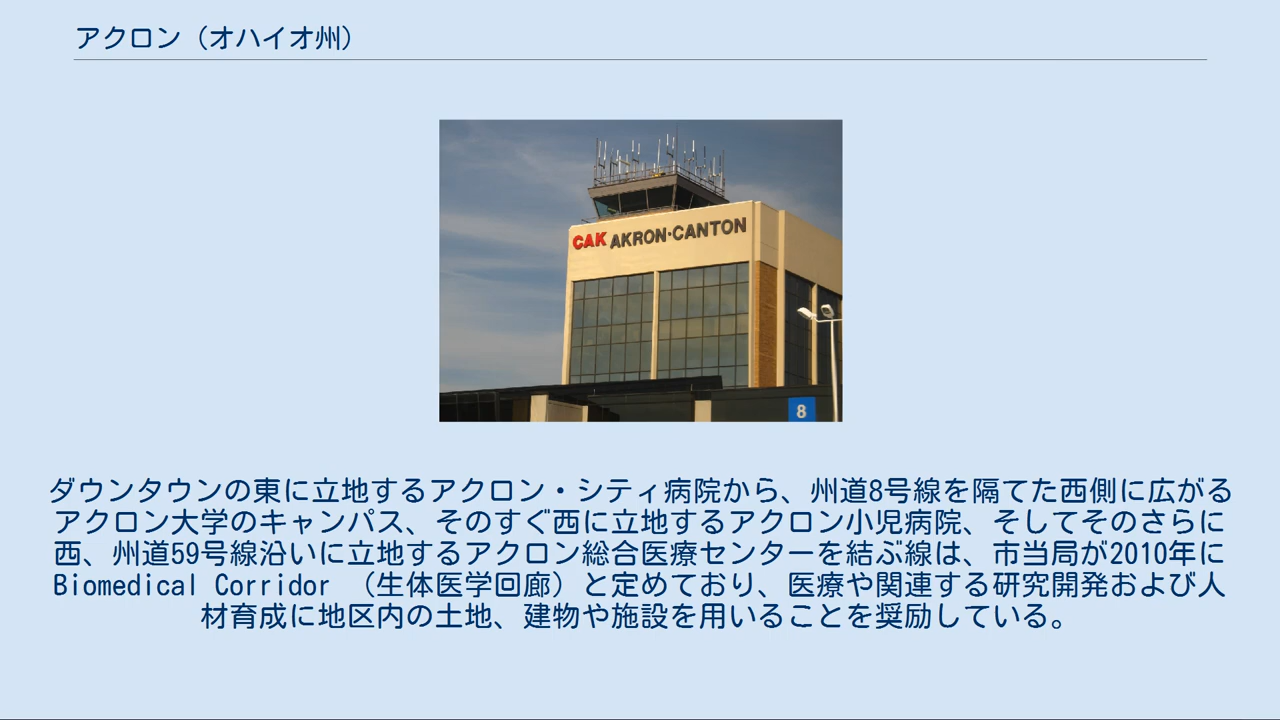 アクロン（オハイオ州）
CAK AKRON·CANTON
8
ダウンタウンの東に立地するアクロン・シティ病院から、州道8号線を隔てた西側に広がる
アクロン大学のキャンパス、そのすぐ西に立地するアクロン小児病院、そしてそのさらに
西、州道59号線沿いに立地するアクロン総合医療センターを結ぶ線は、市当局が2010年に
Biomedical Corridor （生体医学回廊）と定めており、医療や関連する研究開発および人
材育成に地区内の土地、建物や施設を用いることを奨励している。